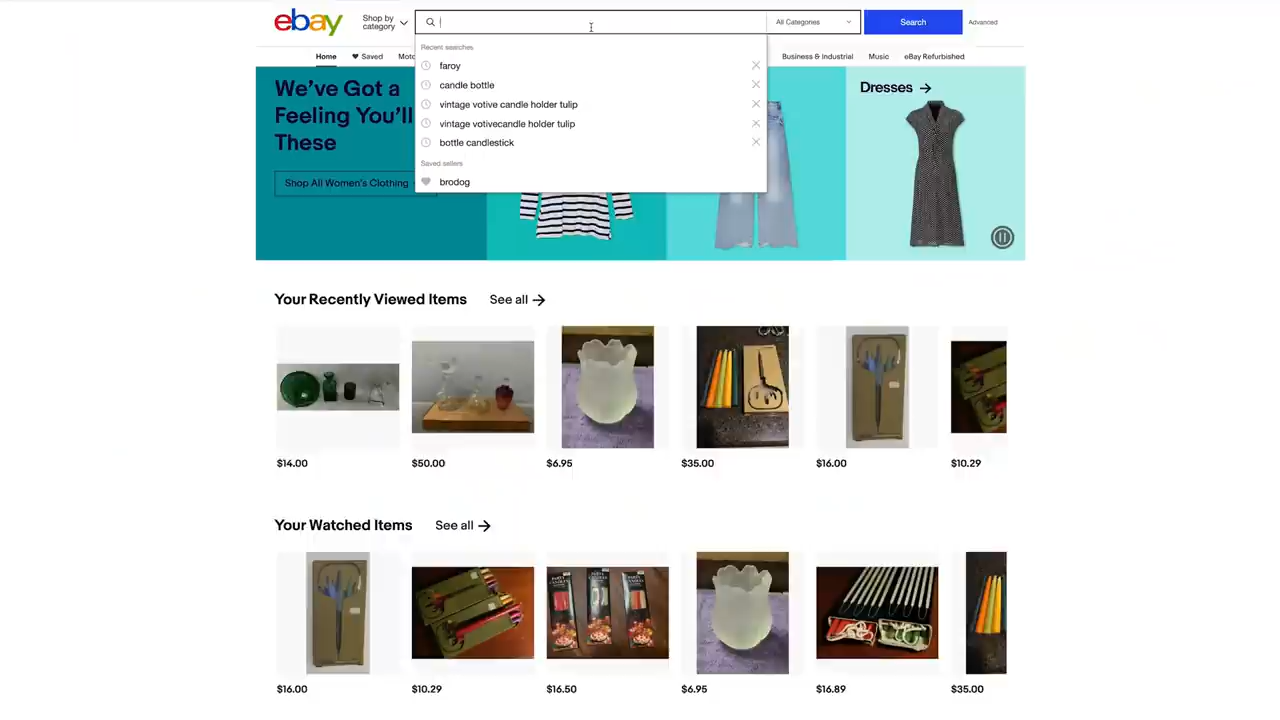 ebay
Shop by
category
All Categories
Search
Advanced
Recent searches
Home
Saved
Moto
Business & Industrial
Music
eBay Refurbished
faroy
candle bottle
vintage votive candle holder tulip
vintage votivecandle holder tulip
bottle candlestick
Saved sellers
brodog
We've Got a
Feeling You'll
These
Shop All Women's Clothing
Dresses
Your Recently Viewed Items
See all
$14.00
$50.00
$6.95
$35.00
$16.00
$10.29
Your Watched Items
See all
$16.00
$10.29
$16.50
$6.95
$16.89
$35.00